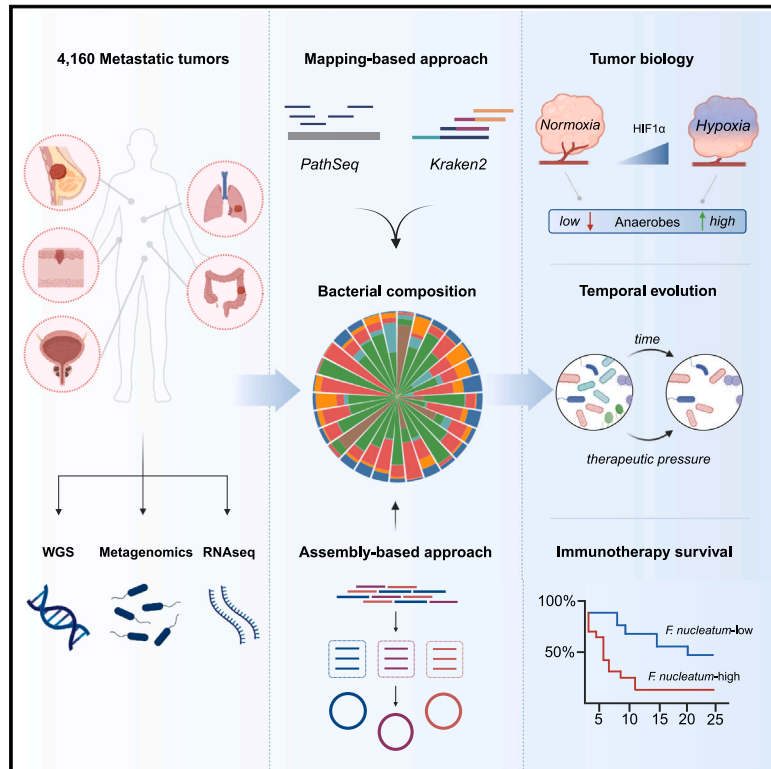 4,160 Metastatic tumors
WGS
Metagenomics
RNAseq
Mapping-based approach
PathSeq
Kraken2
Bacterial composition
Assembly-based approach
Tumor biology
Normoxia
HIF1α
Hypoxia
low
Anaerobes
high
Temporal evolution
time
therapeutic pressure
Immunotherapy survival
100%
50%
F. nucleatum-low
F. nucleatum-high
5 10 15 20 25